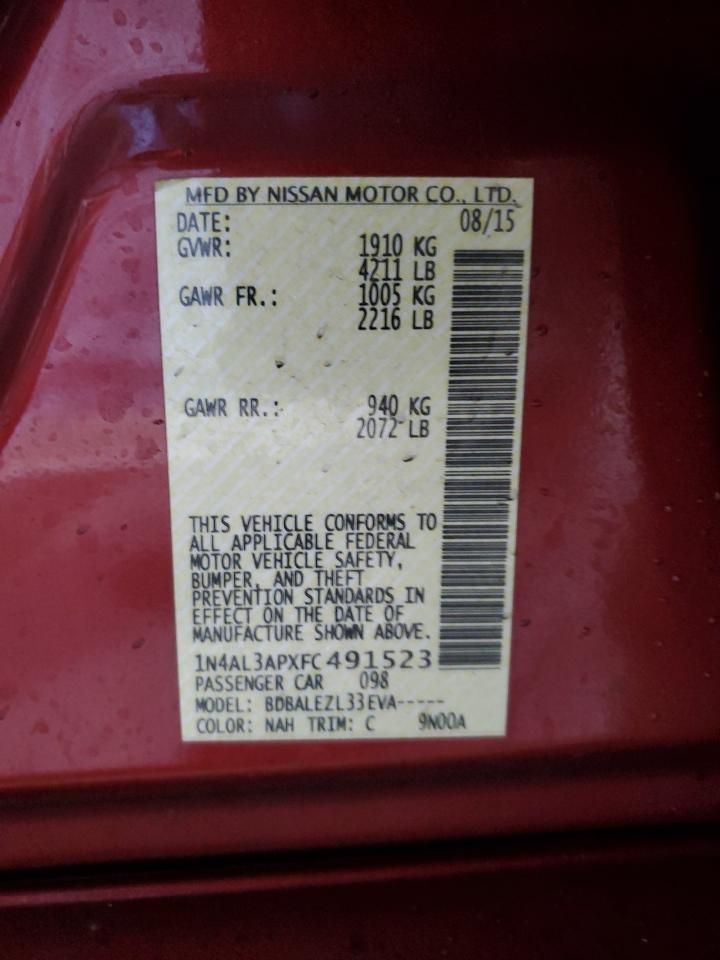 MFD BY NISSAN MOTOR CO., LTD.
DATE: 08/15
GVWR: 1910 KG
4211 LB
GAWR FR.: 1005 KG
2216 LB
GAWR RR.: 940 KG
2072 LB
THIS VEHICLE CONFORMS TO
ALL APPLICABLE FEDERAL
MOTOR VEHICLE SAFETY,
BUMPER, AND THEFT
PREVENTION STANDARDS IN
EFFECT ON THE DATE OF
MANUFACTURE SHOWN ABOVE.
1N4AL3APXFC491523
PASSENGER CAR 098
MODEL: BDBALEZL33EVA-----
COLOR: NAH TRIM: C 9N00A